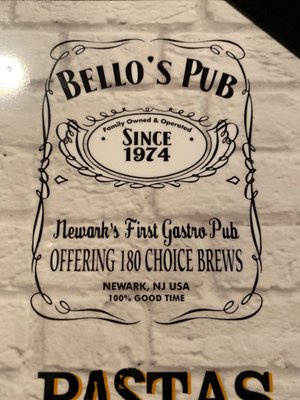 BELLO'S PUB
Family Owned & Operated
SINCE
1974
Newark's First Gastro Pub
OFFERING 180 CHOICE BREWS
NEWARK, NJ USA
100% GOOD TIME
PASTAS